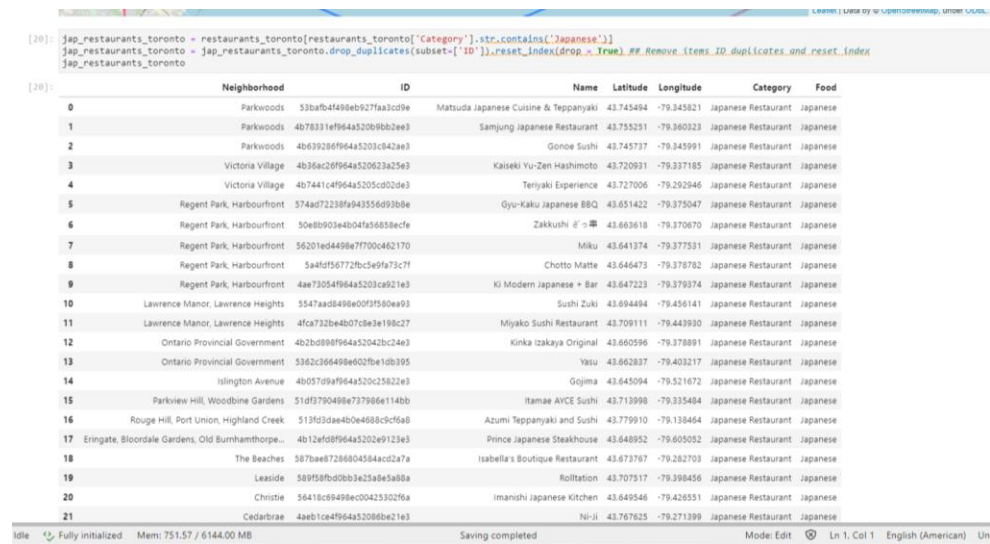 Leaflet | Data by © OpenStreetMap, under ODbL.
[20]: jap_restaurants_toronto = restaurants_toronto[restaurants_toronto['Category'].str.contains('Japanese')]
jap_restaurants_toronto = jap_restaurants_toronto.drop_duplicates(subset=['ID']).reset_index(drop = True) ## Remove items ID duplicates and reset index
jap_restaurants_toronto
[20]: Neighborhood ID Name Latitude Longitude Category Food
0 Parkwoods 53bafb4f498eb927faa3cd9e Matsuda Japanese Cuisine & Teppanyaki 43.745494 -79.345821 Japanese Restaurant Japanese
1 Parkwoods 4b78331ef964a520b9bb2ee3 Samjung Japanese Restaurant 43.755251 -79.360323 Japanese Restaurant Japanese
2 Parkwoods 4b639286f964a5203c842ae3 Gonoe Sushi 43.745737 -79.345991 Japanese Restaurant Japanese
3 Victoria Village 4b36ac26f964a520623a25e3 Kaiseki Yu-Zen Hashimoto 43.720931 -79.337185 Japanese Restaurant Japanese
4 Victoria Village 4b7441c4f964a5205cd02de3 Teriyaki Experience 43.727006 -79.292946 Japanese Restaurant Japanese
5 Regent Park, Harbourfront 574ad72238fa943556d93b8e Gyu-Kaku Japanese BBQ 43.651422 -79.375047 Japanese Restaurant Japanese
6 Regent Park, Harbourfront 50e8b903e4b04fa56858ecfe Zakkushi ざっ串 43.663618 -79.370670 Japanese Restaurant Japanese
7 Regent Park, Harbourfront 56201ed4498e7f700c462170 Miku 43.641374 -79.377531 Japanese Restaurant Japanese
8 Regent Park, Harbourfront 5a4fdf56772fbc5e9fa73c7f Chotto Matte 43.646473 -79.378782 Japanese Restaurant Japanese
9 Regent Park, Harbourfront 4ae73054f964a5203ca921e3 Ki Modern Japanese + Bar 43.647223 -79.379374 Japanese Restaurant Japanese
10 Lawrence Manor, Lawrence Heights 5547aad8498e00f3f580ea93 Sushi Zuki 43.694494 -79.456141 Japanese Restaurant Japanese
11 Lawrence Manor, Lawrence Heights 4fca732be4b07c8e3e198c27 Miyako Sushi Restaurant 43.709111 -79.443930 Japanese Restaurant Japanese
12 Ontario Provincial Government 4b2bd898f964a52042bc24e3 Kinka Izakaya Original 43.660596 -79.378891 Japanese Restaurant Japanese
13 Ontario Provincial Government 5362c366498e602fbe1db395 Yasu 43.662837 -79.403217 Japanese Restaurant Japanese
14 Islington Avenue 4b057d9af964a520c25822e3 Gojima 43.645094 -79.521672 Japanese Restaurant Japanese
15 Parkview Hill, Woodbine Gardens 51df3790498e737986e114bb Itamae AYCE Sushi 43.713998 -79.335484 Japanese Restaurant Japanese
16 Rouge Hill, Port Union, Highland Creek 513fd3dae4b0e4688c9cf6a8 Azumi Teppanyaki and Sushi 43.779910 -79.138464 Japanese Restaurant Japanese
17 Eringate, Bloordale Gardens, Old Burnhamthorpe... 4b12efd8f964a5202e9123e3 Prince Japanese Steakhouse 43.648952 -79.605052 Japanese Restaurant Japanese
18 The Beaches 587bae87286804584acd2a7a Isabella's Boutique Restaurant 43.673767 -79.282703 Japanese Restaurant Japanese
19 Leaside 589f58fbd0bb3e25a8e5a88a Rolltation 43.707517 -79.398456 Japanese Restaurant Japanese
20 Christie 56418c69498ec00425302f6a Imanishi Japanese Kitchen 43.649546 -79.426551 Japanese Restaurant Japanese
21 Cedarbrae 4aeb1ce4f964a52086be21e3 Ni-Ji 43.767625 -79.271399 Japanese Restaurant Japanese
Idle Fully initialized Mem: 751.57 / 6144.00 MB Saving completed Mode: Edit Ln 1, Col 1 English (American) Un